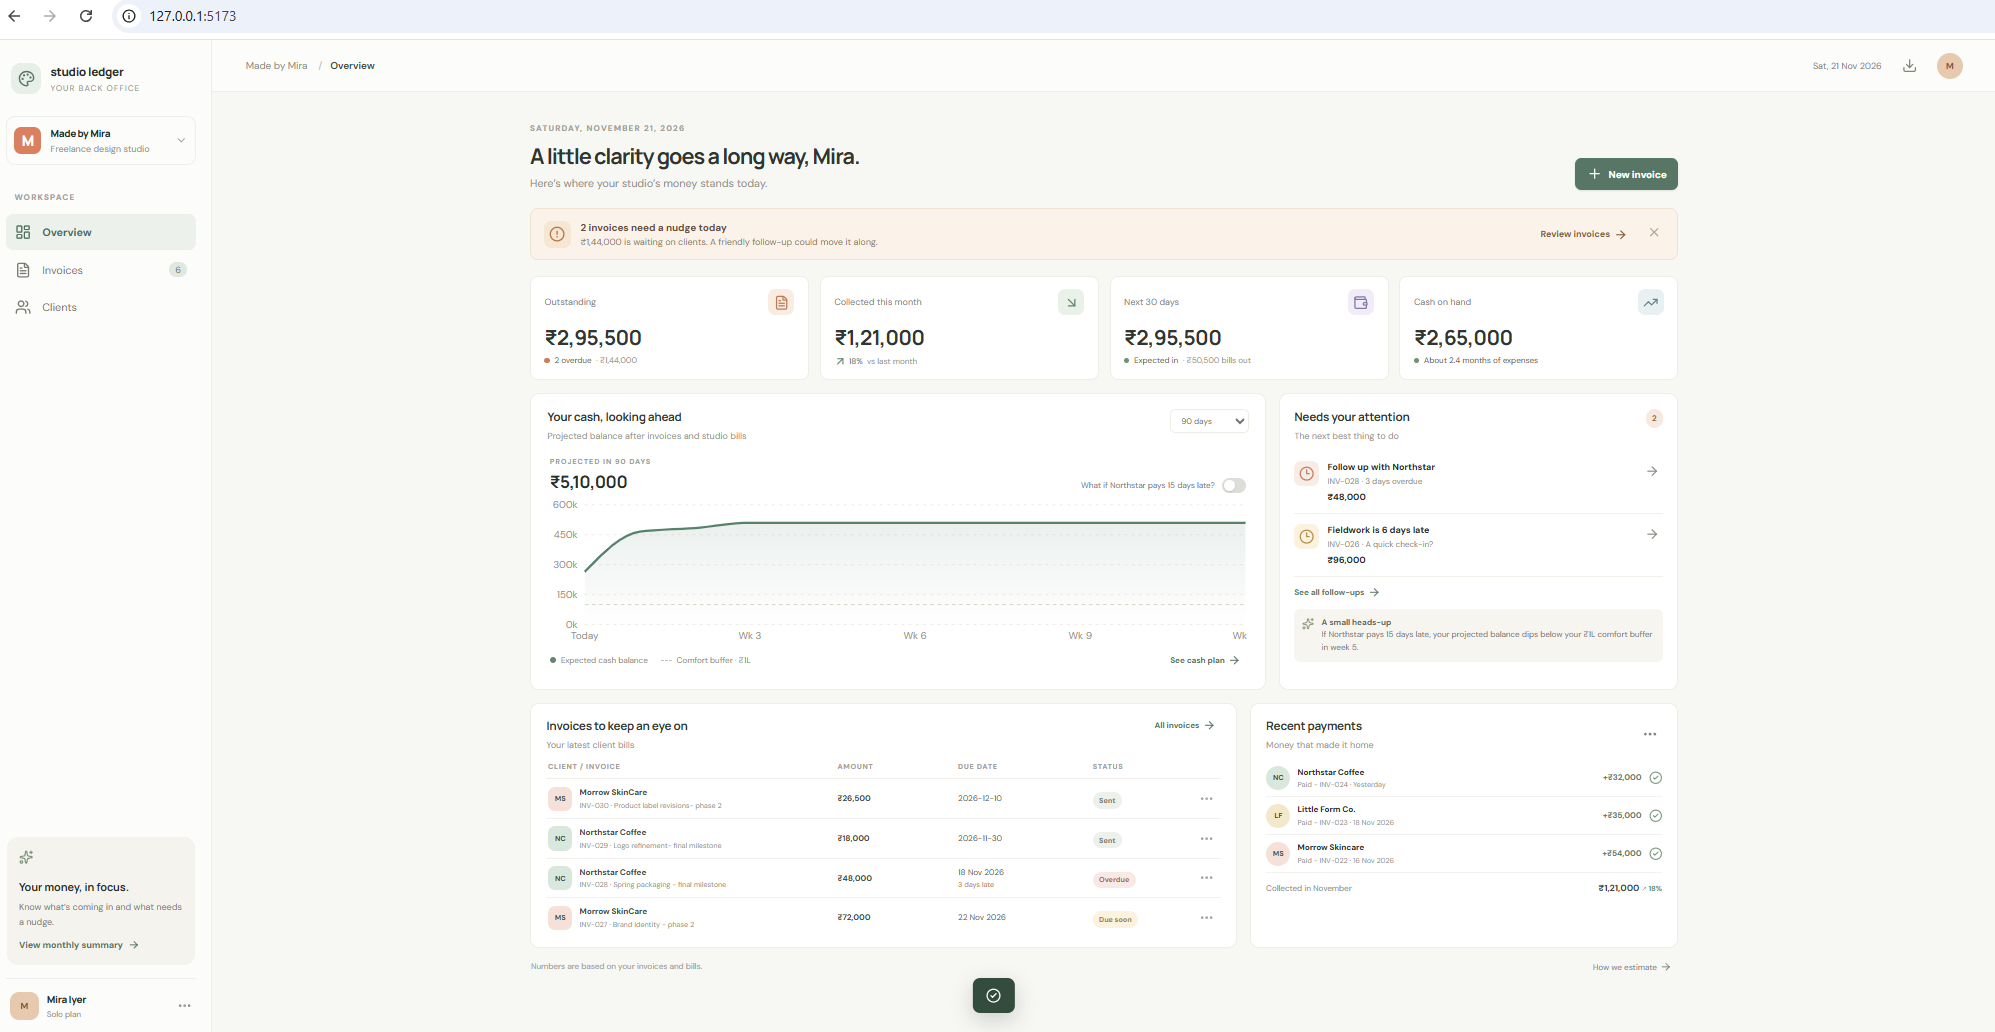 127.0.0.1:5173
studio ledger
YOUR BACK OFFICE
M
Made by Mira
Freelance design studio
WORKSPACE
Overview
Invoices
6
Clients
Your money, in focus.
Know what's coming in and what needs
a nudge.
View monthly summary
M
Mira Iyer
Solo plan
Made by Mira / Overview
Sat, 21 Nov 2026
M
SATURDAY, NOVEMBER 21, 2026
A little clarity goes a long way, Mira.
Here's where your studio's money stands today.
New invoice
2 invoices need a nudge today
₹1,44,000 is waiting on clients. A friendly follow-up could move it along.
Review invoices
Outstanding
₹2,95,500
2 overdue · ₹1,44,000
Collected this month
₹1,21,000
18% vs last month
Next 30 days
₹2,95,500
Expected in · ₹50,500 bills out
Cash on hand
₹2,65,000
About 2.4 months of expenses
Your cash, looking ahead
Projected balance after invoices and studio bills
90 days
PROJECTED IN 90 DAYS
₹5,10,000
What if Northstar pays 15 days late?
600k
450k
300k
150k
0k
Today
Wk 3
Wk 6
Wk 9
Wk
Expected cash balance
Comfort buffer · ₹1L
See cash plan
Needs your attention
2
The next best thing to do
Follow up with Northstar
INV-028 · 3 days overdue
₹48,000
Fieldwork is 6 days late
INV-026 · A quick check-in?
₹96,000
See all follow-ups
A small heads-up
If Northstar pays 15 days late, your projected balance dips below your ₹1L comfort buffer
in week 5.
Invoices to keep an eye on
Your latest client bills
All invoices
CLIENT / INVOICE AMOUNT DUE DATE STATUS
MS
Morrow SkinCare
INV-030 · Product label revisions- phase 2
₹26,500
2026-12-10
Sent
NC
Northstar Coffee
INV-029 · Logo refinement- final milestone
₹18,000
2026-11-30
Sent
NC
Northstar Coffee
INV-028 · Spring packaging - final milestone
₹48,000
18 Nov 2026
3 days late
Overdue
MS
Morrow SkinCare
INV-027 · Brand identity - phase 2
₹72,000
22 Nov 2026
Due soon
Recent payments
Money that made it home
NC
Northstar Coffee
Paid - INV-024 · Yesterday
+₹32,000
LF
Little Form Co.
Paid - INV-023 · 18 Nov 2026
+₹35,000
MS
Morrow Skincare
Paid - INV-022 · 16 Nov 2026
+₹54,000
Collected in November
₹1,21,000
18%
Numbers are based on your invoices and bills.
How we estimate